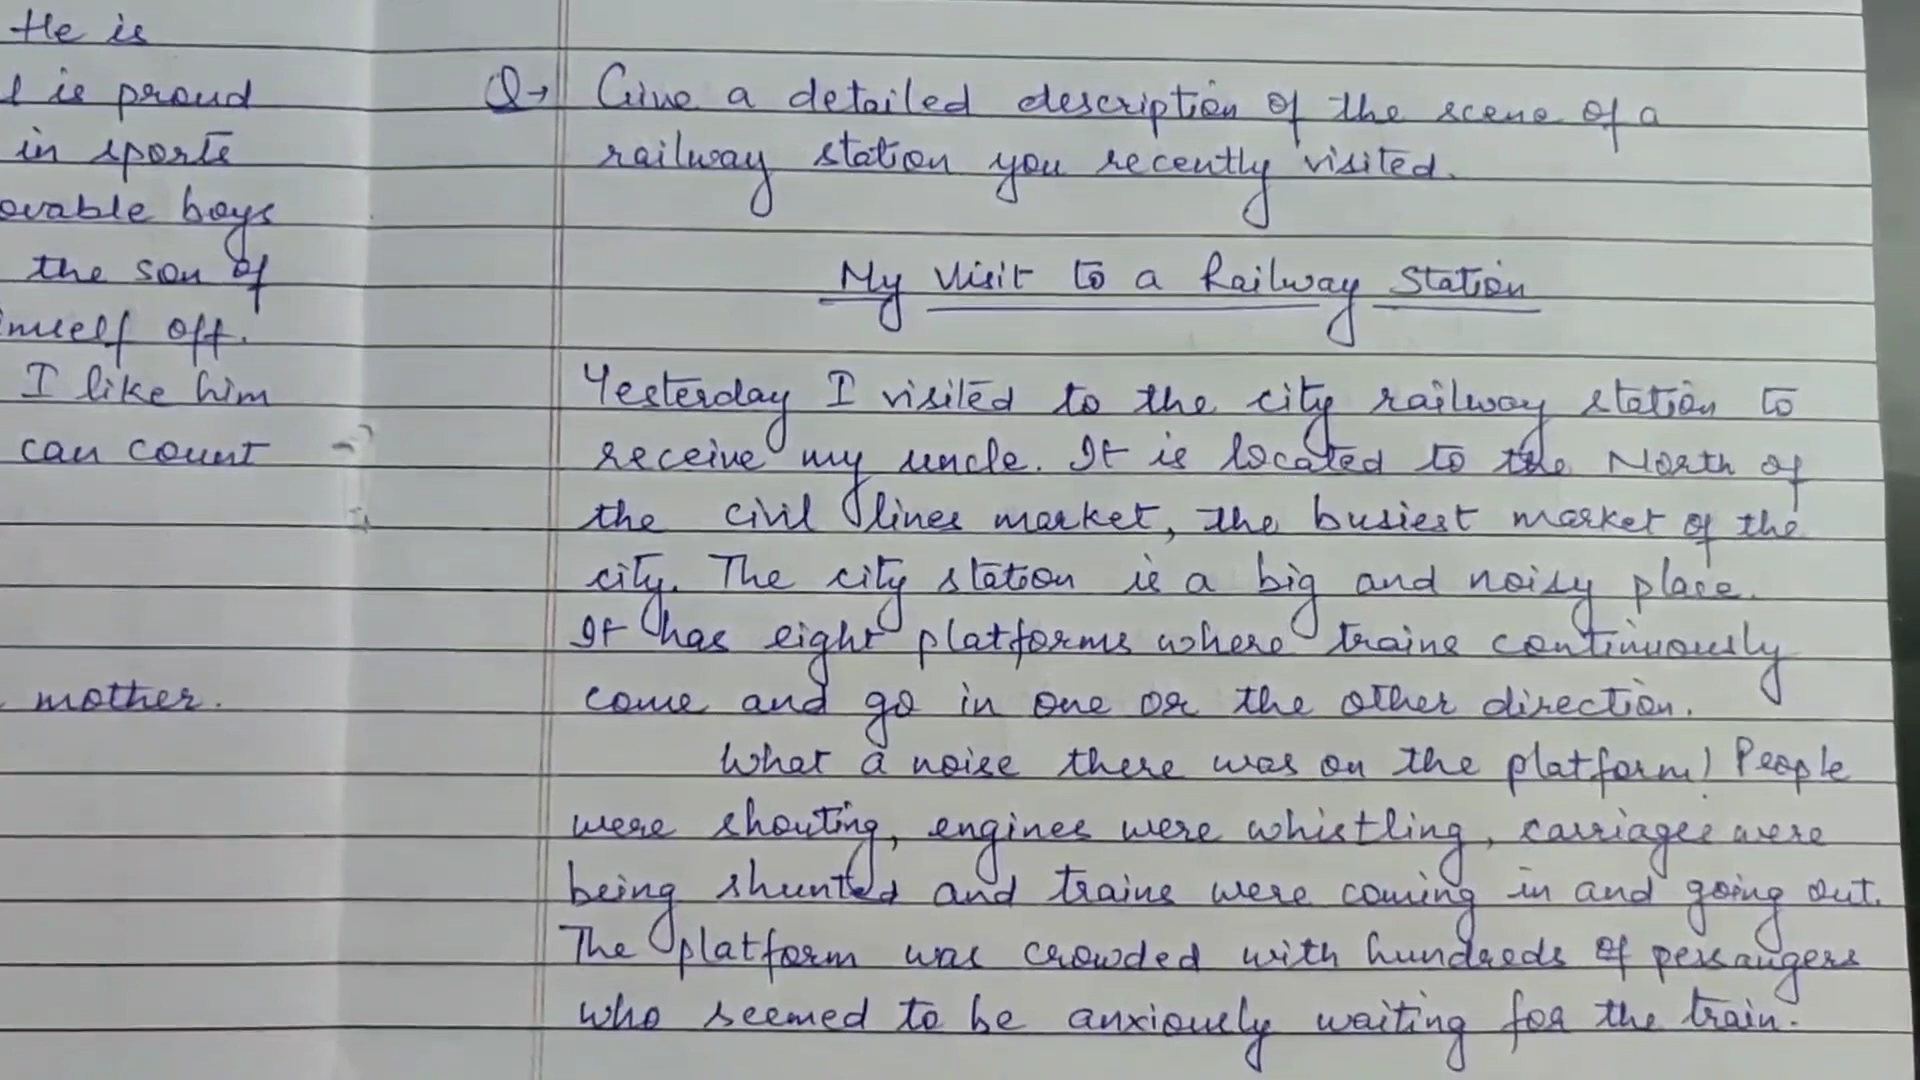 He is
l is proud
in sports
ovable boys
the son of
imself off.
I like him
can count
mother.
Q→ Give a detailed description of the scene of a
railway station you recently visited.
My Visit to a Railway Station
Yesterday I visited to the city railway station to
receive my uncle. It is located to the North of
the civil lines market, the busiest market of the
city. The city station is a big and noisy place.
It has eight platforms where trains continuously
come and go in one or the other direction.
What a noise there was on the platform! People
were shouting, engines were whistling, carriages were
being shunted and trains were coming in and going out.
The platform was crowded with hundreds of perssangers
who seemed to be anxiously waiting for the train.